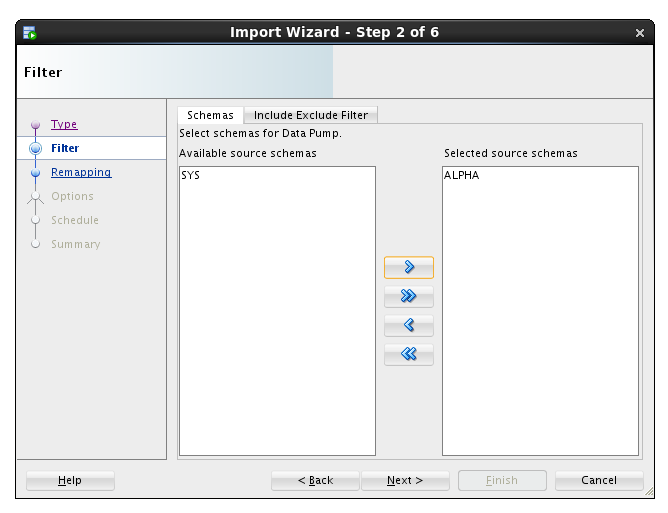 Import Wizard - Step 2 of 6
Filter
Type
Filter
Remapping
Options
Schedule
Summary
Schemas Include Exclude Filter
Select schemas for Data Pump.
Available source schemas Selected source schemas
SYS ALPHA
Help < Back Next > Finish Cancel